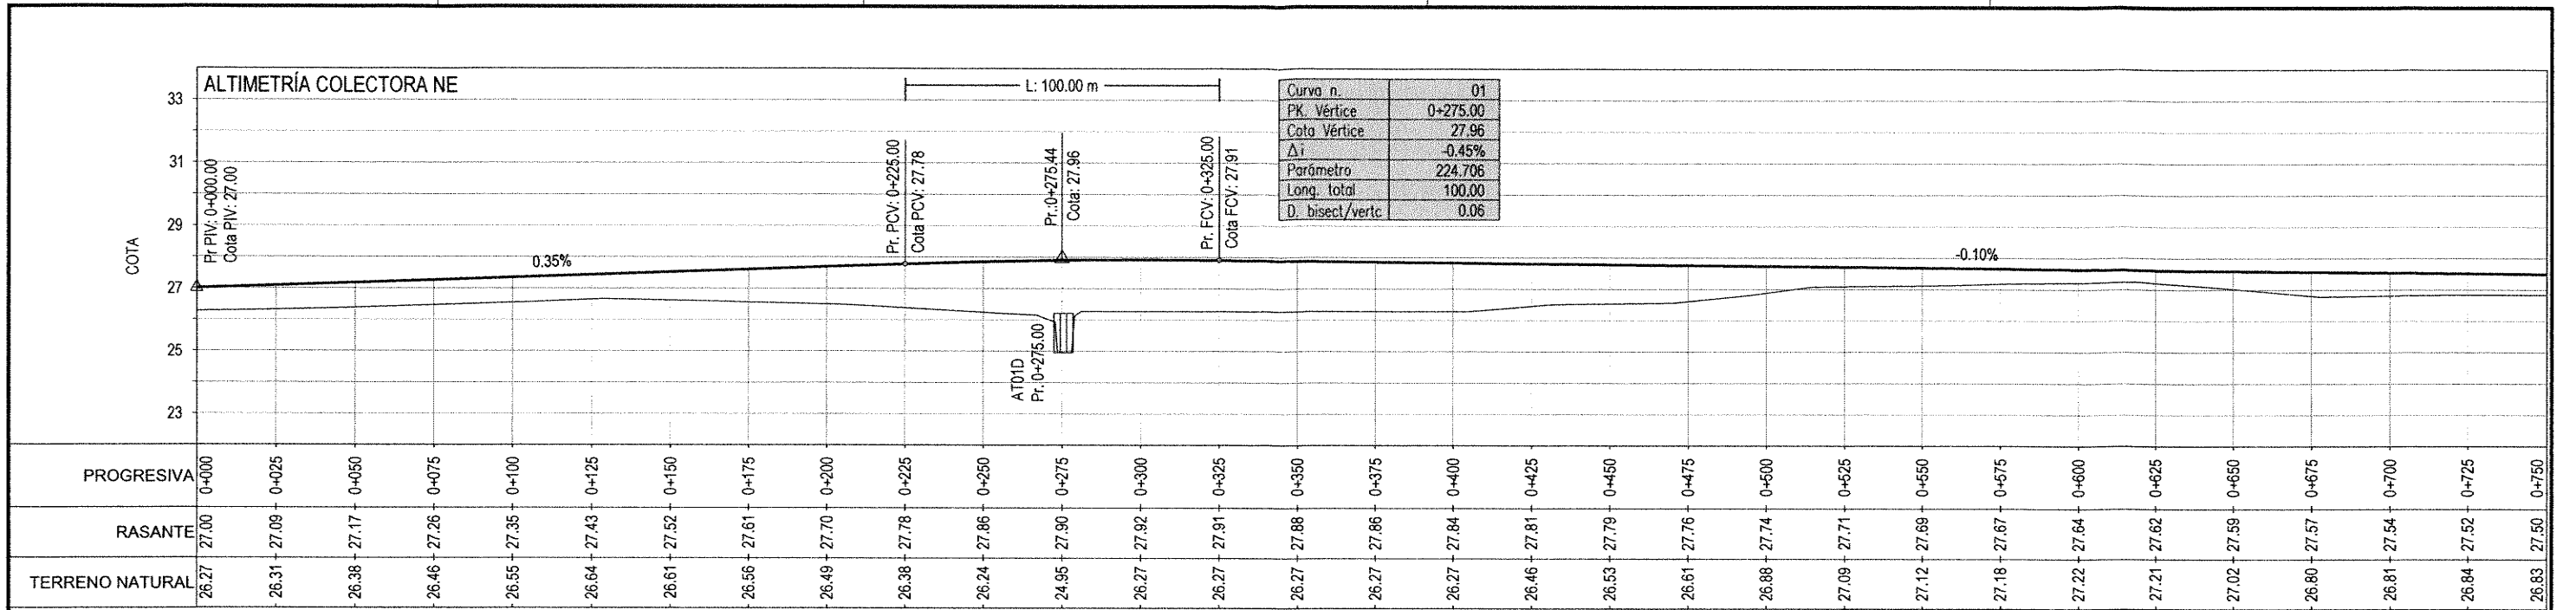 ALTIMETRÍA COLECTORA NE
COTA
33
31
29
27
25
23
Pr PIV: 0+000.00
Cota PIV: 27.00
0.35%
L: 100.00 m
Pr. PCV: 0+225.00
Cota PCV: 27.78
Pr.:0+275.44
Cota: 27.96
Pr. FCV: 0+325.00
Cota FCV: 27.91
Curva n. 01
PK. Vértice 0+275.00
Cota Vértice 27.96
Δi -0.45%
Parámetro 224.706
Long. total 100.00
D. bisect/vertc 0.06
-0.10%
AT01D
Pr. 0+275.00
PROGRESIVA 0+000 0+025 0+050 0+075 0+100 0+125 0+150 0+175 0+200 0+225 0+250 0+275 0+300 0+325 0+350 0+375 0+400 0+425 0+450 0+475 0+500 0+525 0+550 0+575 0+600 0+625 0+650 0+675 0+700 0+725 0+750
RASANTE 27.00 27.09 27.17 27.26 27.35 27.43 27.52 27.61 27.70 27.78 27.86 27.90 27.92 27.91 27.88 27.86 27.84 27.81 27.79 27.76 27.74 27.71 27.69 27.67 27.64 27.62 27.59 27.57 27.54 27.52 27.50
TERRENO NATURAL 26.27 26.31 26.38 26.46 26.55 26.64 26.61 26.56 26.49 26.38 26.24 24.95 26.27 26.27 26.27 26.27 26.27 26.46 26.53 26.61 26.88 27.09 27.12 27.18 27.22 27.21 27.02 26.80 26.81 26.84 26.83